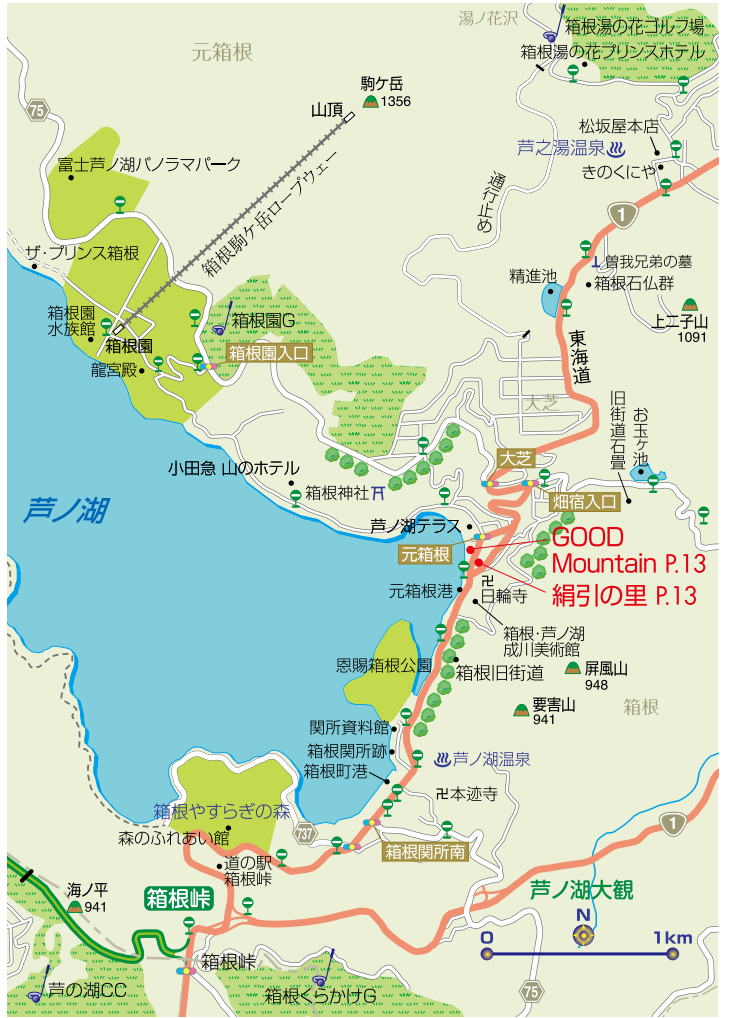 湯ノ花沢
箱根湯の花ゴルフ場
箱根湯の花プリンスホテル
元箱根
駒ケ岳
1356
山頂
75
松坂屋本店
芦之湯温泉
きのくにや
富士芦ノ湖パノラマパーク
通行止め
箱根駒ケ岳ロープウェー
1
ザ・プリンス箱根
曽我兄弟の墓
精進池
箱根石仏群
箱根園
水族館
箱根園G
上二子山
1091
箱根園
箱根園入口
東海道
龍宮殿
大芝
旧街道石畳
お玉ヶ池
小田急 山のホテル
大芝
箱根神社
畑宿入口
芦ノ湖
芦ノ湖テラス
元箱根
GOOD
Mountain P.13
元箱根港
卍
日輪寺
絹引の里 P.13
箱根・芦ノ湖
成川美術館
恩賜箱根公園
箱根旧街道
屏風山
948
要害山
941
箱根
関所資料館
箱根関所跡
箱根町港
芦ノ湖温泉
卍本迹寺
箱根やすらぎの森
森のふれあい館
737
1
箱根関所南
道の駅
箱根峠
海ノ平
941
箱根峠
芦ノ湖大観
N
0
1km
箱根峠
芦の湖CC
箱根くらかけG
75